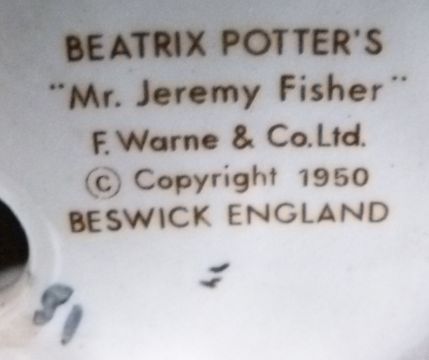 BEATRIX POTTER'S
"Mr. Jeremy Fisher"
F. Warne & Co.Ltd.
© Copyright 1950
BESWICK ENGLAND